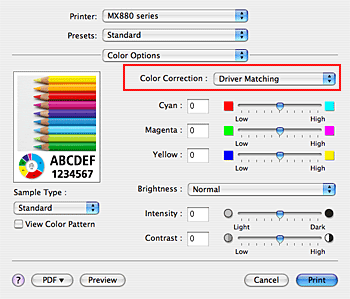 Printer: MX880 series
Presets: Standard
Color Options
Color Correction : Driver Matching
Cyan : 0
Low High
Magenta : 0
Low High
Yellow : 0
Low High
ABCDEF
1234567
Sample Type :
Standard
View Color Pattern
Brightness : Normal
Intensity : 0
Light Dark
Contrast : 0
Low High
? PDF ▼ Preview Cancel Print